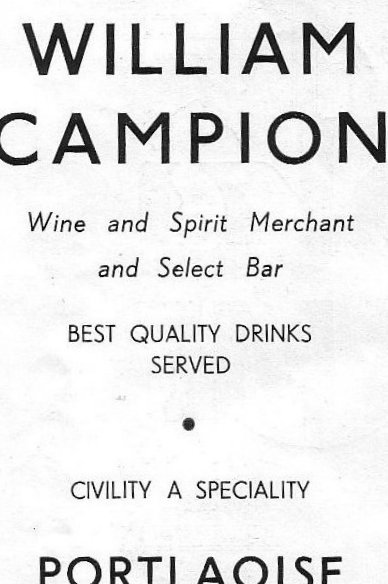 WILLIAM
CAMPION
Wine and Spirit Merchant
and Select Bar
BEST QUALITY DRINKS
SERVED
•
CIVILITY A SPECIALITY
PORTLAOISE